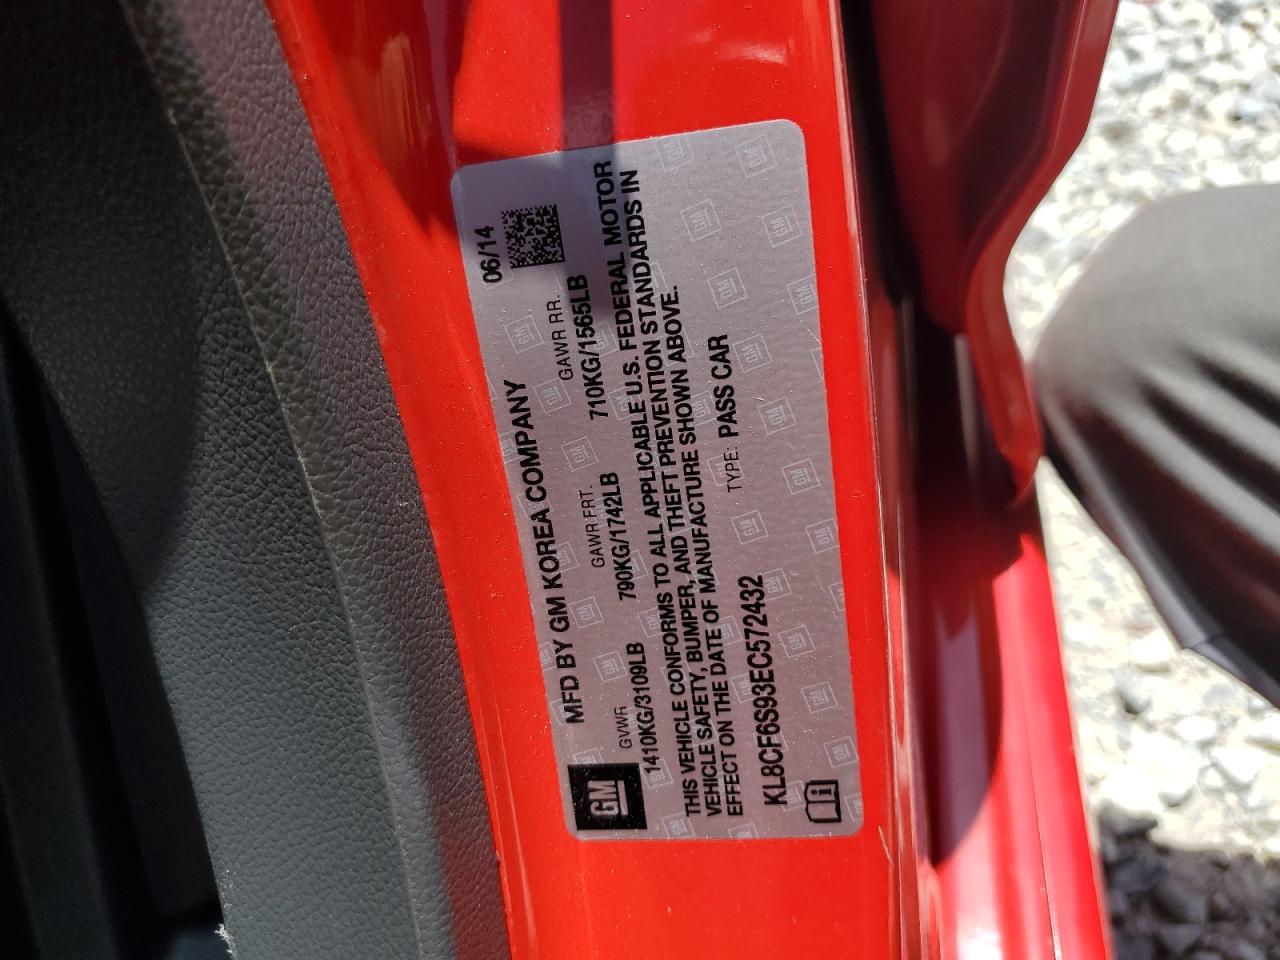 GM
MFD BY GM KOREA COMPANY 06/14
GVWR GAWR FRT. GAWR RR.
1410KG/3109LB 790KG/1742LB 710KG/1565LB
THIS VEHICLE CONFORMS TO ALL APPLICABLE U.S. FEDERAL MOTOR
VEHICLE SAFETY, BUMPER, AND THEFT PREVENTION STANDARDS IN
EFFECT ON THE DATE OF MANUFACTURE SHOWN ABOVE.
KL8CF6S93EC572432 TYPE: PASS CAR